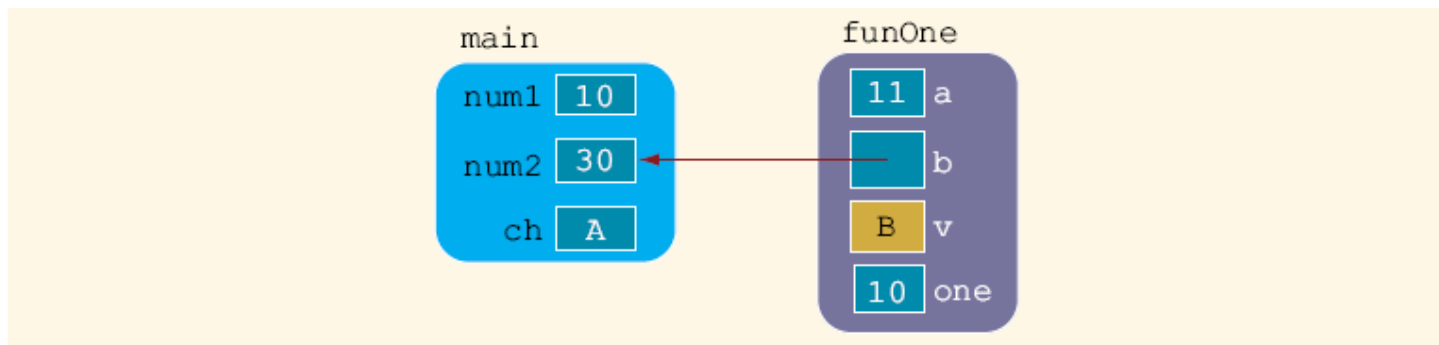 main
num1 10
num2 30
ch A
funOne
11 a
b
B v
10 one